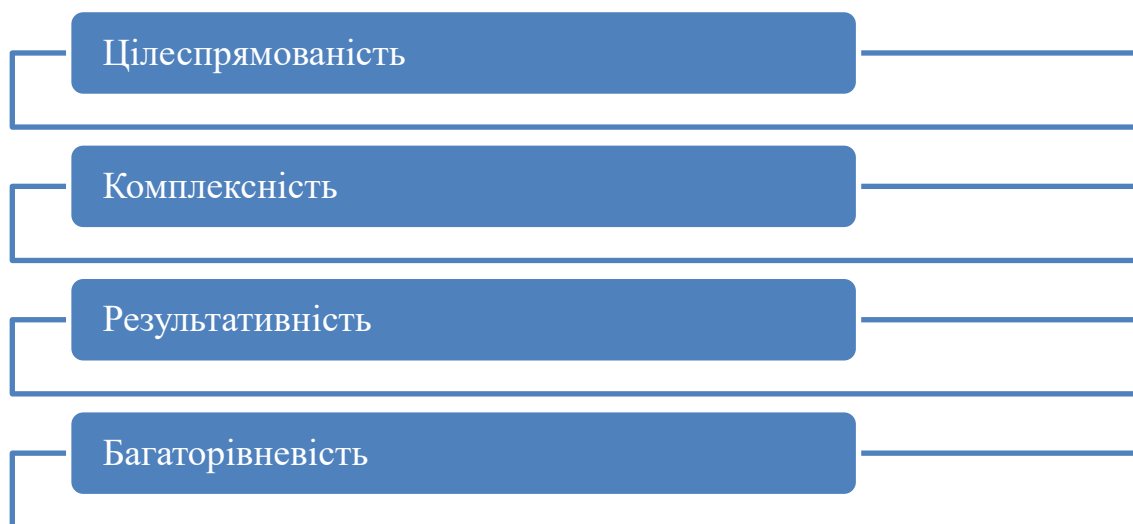 Цілеспрямованість
Комплексність
Результативність
Багаторівневість